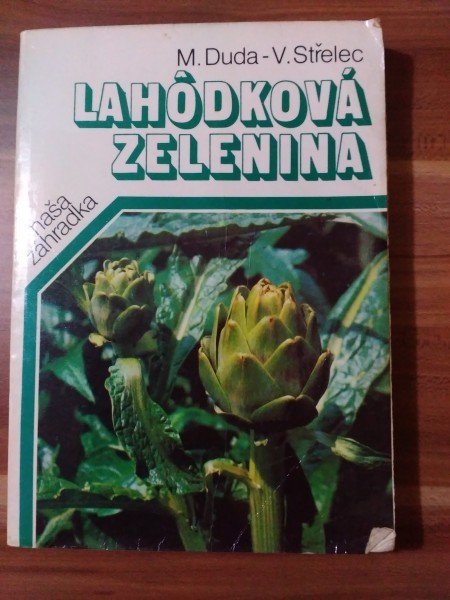 M. Duda - V. Střelec
LAHÔDKOVÁ
ZELENINA
naša
záhradka